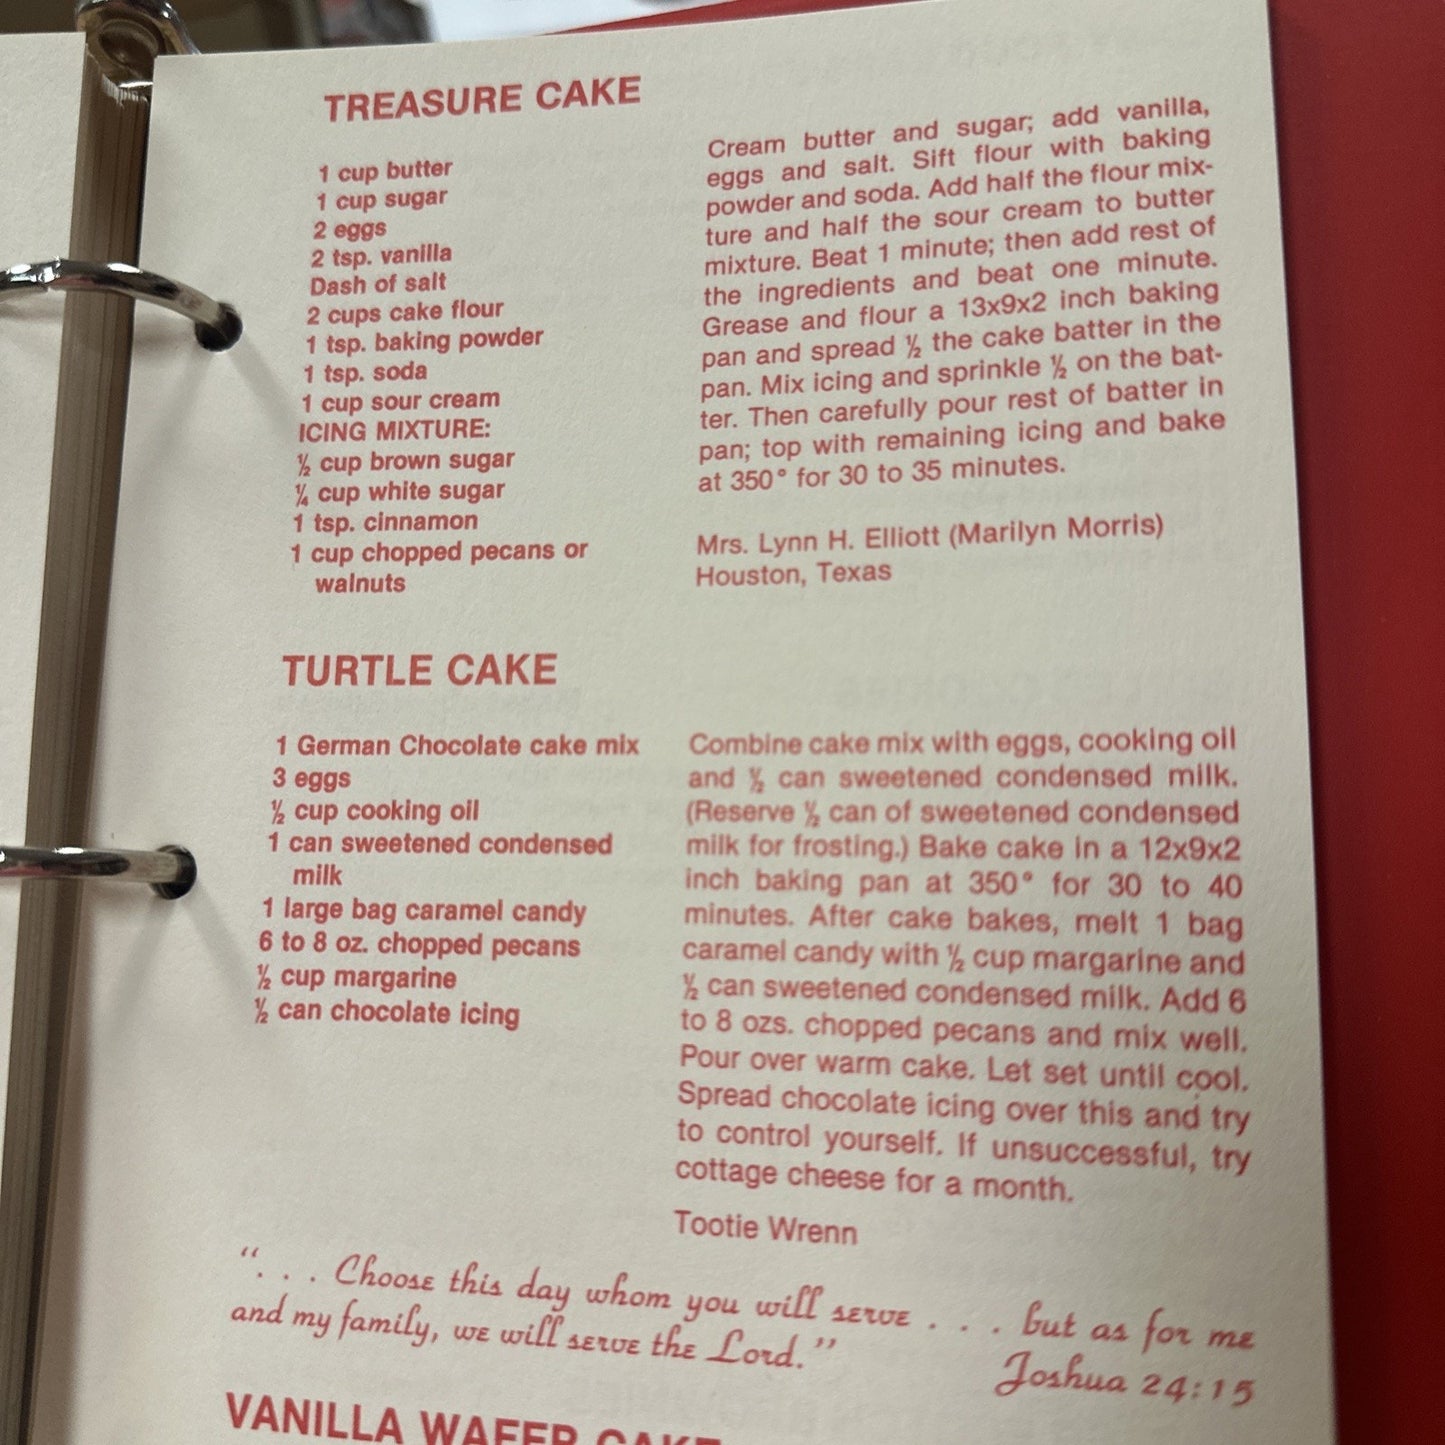 TREASURE CAKE
1 cup butter
1 cup sugar
2 eggs
2 tsp. vanilla
Dash of salt
2 cups cake flour
1 tsp. baking powder
1 tsp. soda
1 cup sour cream
ICING MIXTURE:
½ cup brown sugar
¼ cup white sugar
1 tsp. cinnamon
1 cup chopped pecans or
walnuts
Cream butter and sugar; add vanilla,
eggs and salt. Sift flour with baking
powder and soda. Add half the flour mix-
ture and half the sour cream to butter
mixture. Beat 1 minute; then add rest of
the ingredients and beat one minute.
Grease and flour a 13x9x2 inch baking
pan and spread ½ the cake batter in the
pan. Mix icing and sprinkle ½ on the bat-
ter. Then carefully pour rest of batter in
pan; top with remaining icing and bake
at 350° for 30 to 35 minutes.
Mrs. Lynn H. Elliott (Marilyn Morris)
Houston, Texas
TURTLE CAKE
1 German Chocolate cake mix
3 eggs
½ cup cooking oil
1 can sweetened condensed
milk
1 large bag caramel candy
6 to 8 oz. chopped pecans
½ cup margarine
½ can chocolate icing
Combine cake mix with eggs, cooking oil
and ½ can sweetened condensed milk.
(Reserve ½ can of sweetened condensed
milk for frosting.) Bake cake in a 12x9x2
inch baking pan at 350° for 30 to 40
minutes. After cake bakes, melt 1 bag
caramel candy with ½ cup margarine and
½ can sweetened condensed milk. Add 6
to 8 ozs. chopped pecans and mix well.
Pour over warm cake. Let set until cool.
Spread chocolate icing over this and try
to control yourself. If unsuccessful, try
cottage cheese for a month.
Tootie Wrenn
“. . . Choose this day whom you will serve . . . but as for me
and my family, we will serve the Lord.”
Joshua 24:15
VANILLA WAFER CAKE